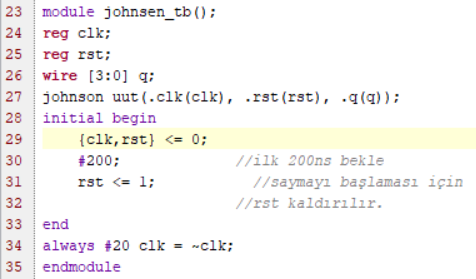 23 module johnsen_tb();
24 reg clk;
25 reg rst;
26 wire [3:0] q;
27 johnson uut(.clk(clk), .rst(rst), .q(q));
28 initial begin
29 {clk,rst} <= 0;
30 #200; //ilk 200ns bekle
31 rst <= 1; //saymayı başlaması için
32 //rst kaldırılır.
33 end
34 always #20 clk = ~clk;
35 endmodule